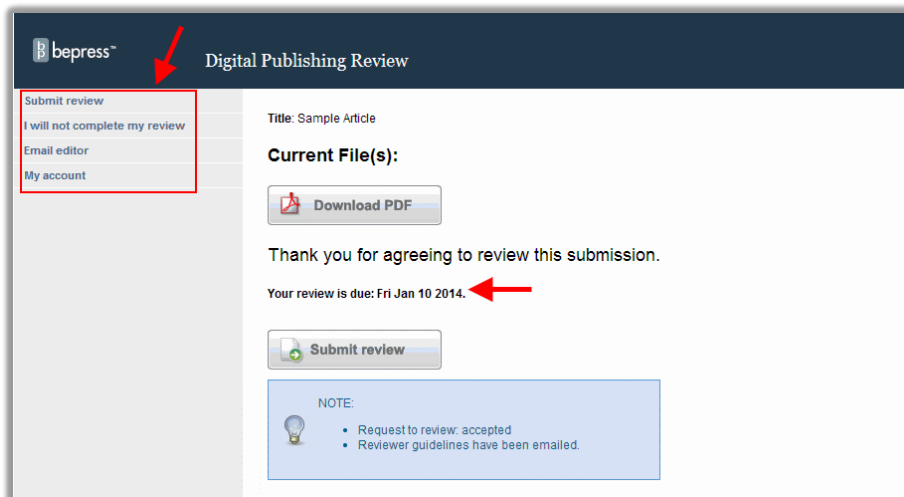 bepress™
Digital Publishing Review
Submit review
I will not complete my review
Email editor
My account
Title: Sample Article
Current File(s):
Download PDF
Thank you for agreeing to review this submission.
Your review is due: Fri Jan 10 2014.
Submit review
NOTE:
• Request to review: accepted
• Reviewer guidelines have been emailed.